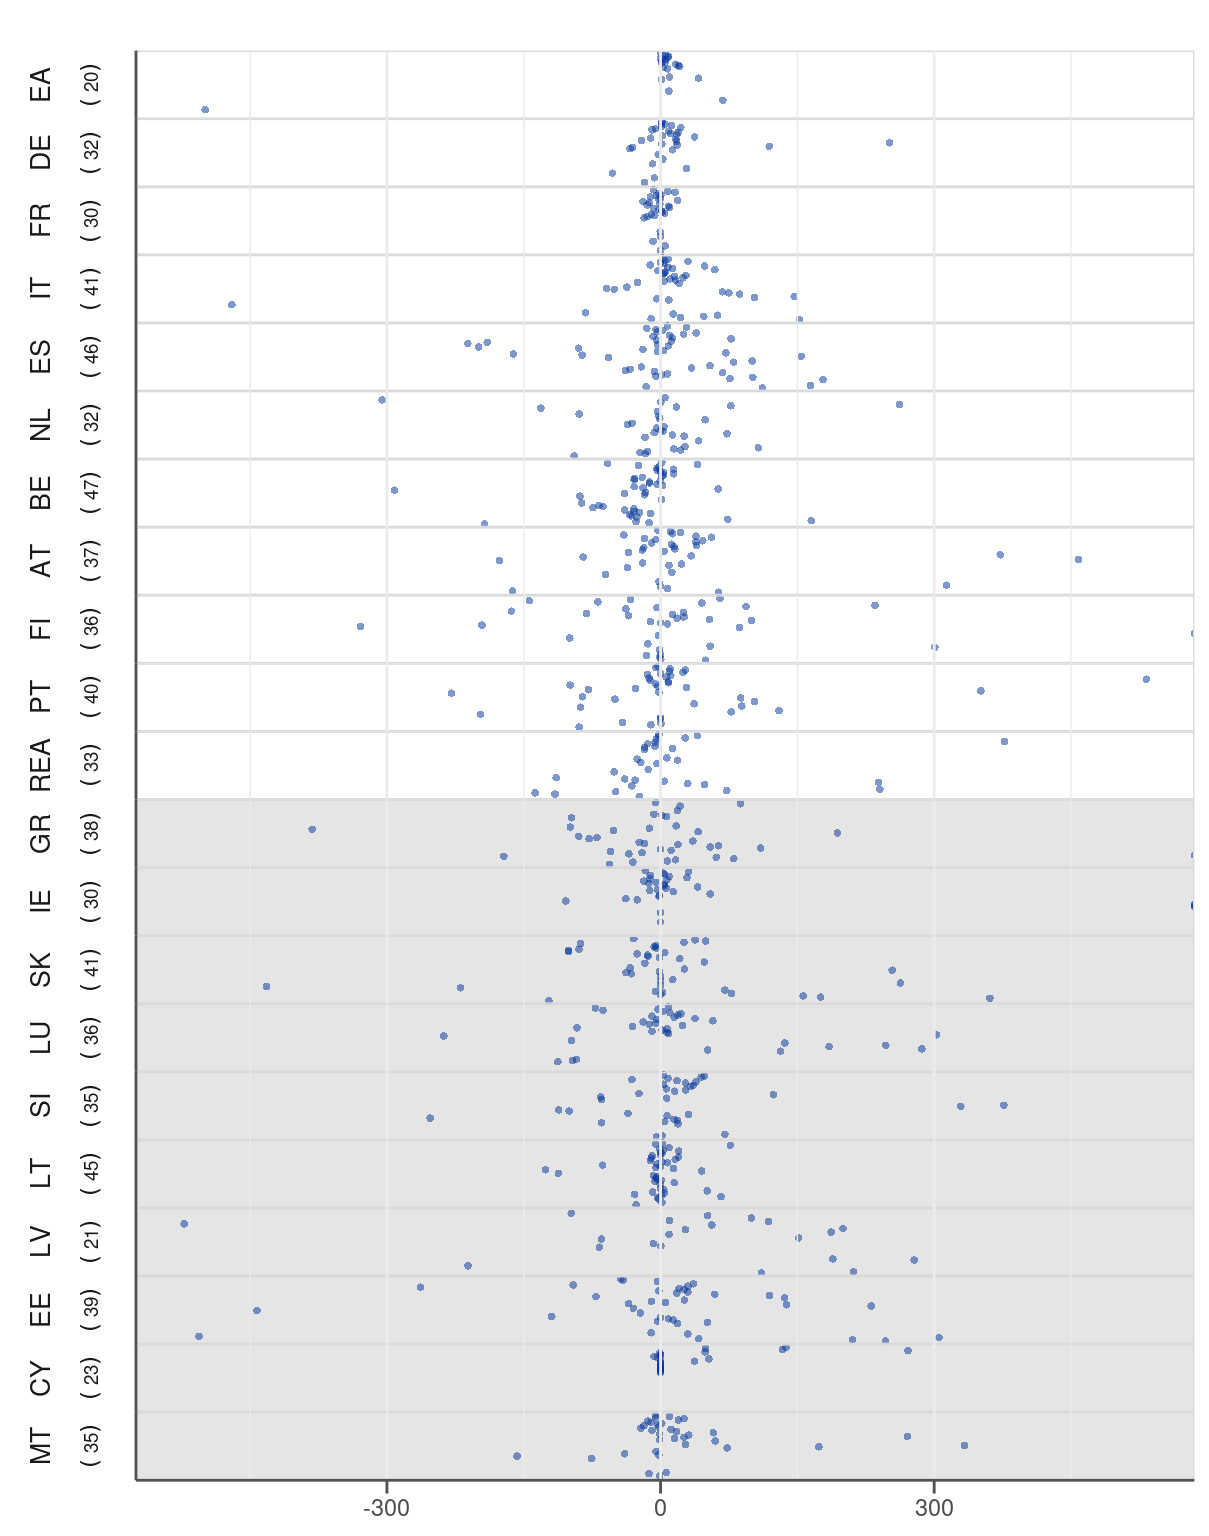 EA ( 20)
DE ( 32)
FR ( 30)
IT ( 41)
ES ( 46)
NL ( 32)
BE ( 47)
AT ( 37)
FI ( 36)
PT ( 40)
REA ( 33)
GR ( 38)
IE ( 30)
SK ( 41)
LU ( 36)
SI ( 35)
LT ( 45)
LV ( 21)
EE ( 39)
CY ( 23)
MT ( 35)
-300 0 300